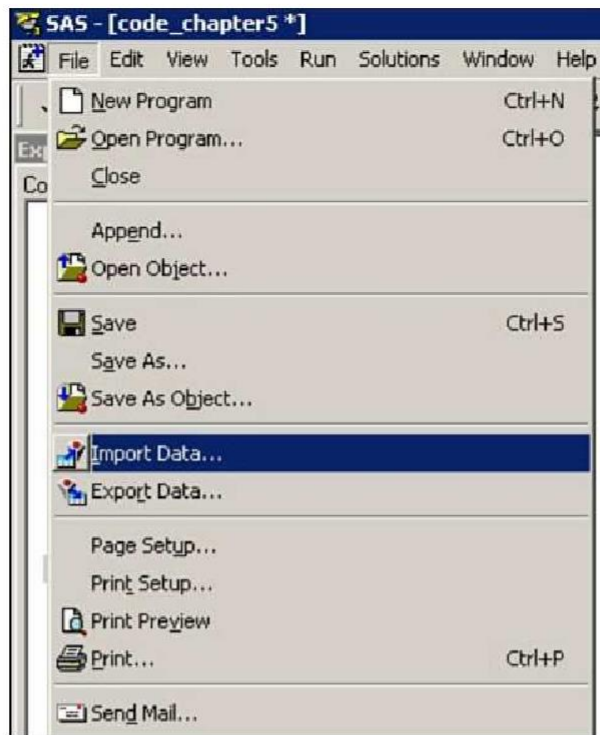 SAS - [code_chapter5 *]
File Edit View Tools Run Solutions Window Help
New Program Ctrl+N
Open Program... Ctrl+O
Close
Append...
Open Object...
Save Ctrl+S
Save As...
Save As Object...
Import Data...
Export Data...
Page Setup...
Print Setup...
Print Preview
Print... Ctrl+P
Send Mail...